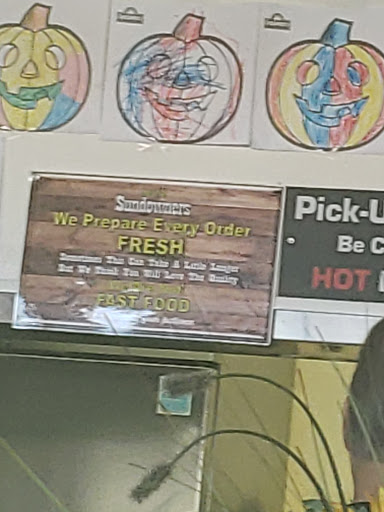 Sundowners
We Prepare Every Order
FRESH
Sometimes This Can Take A Little Longer
But We Think You Will Love The Quality
FAST FOOD
Pick-U
Be C
HOT